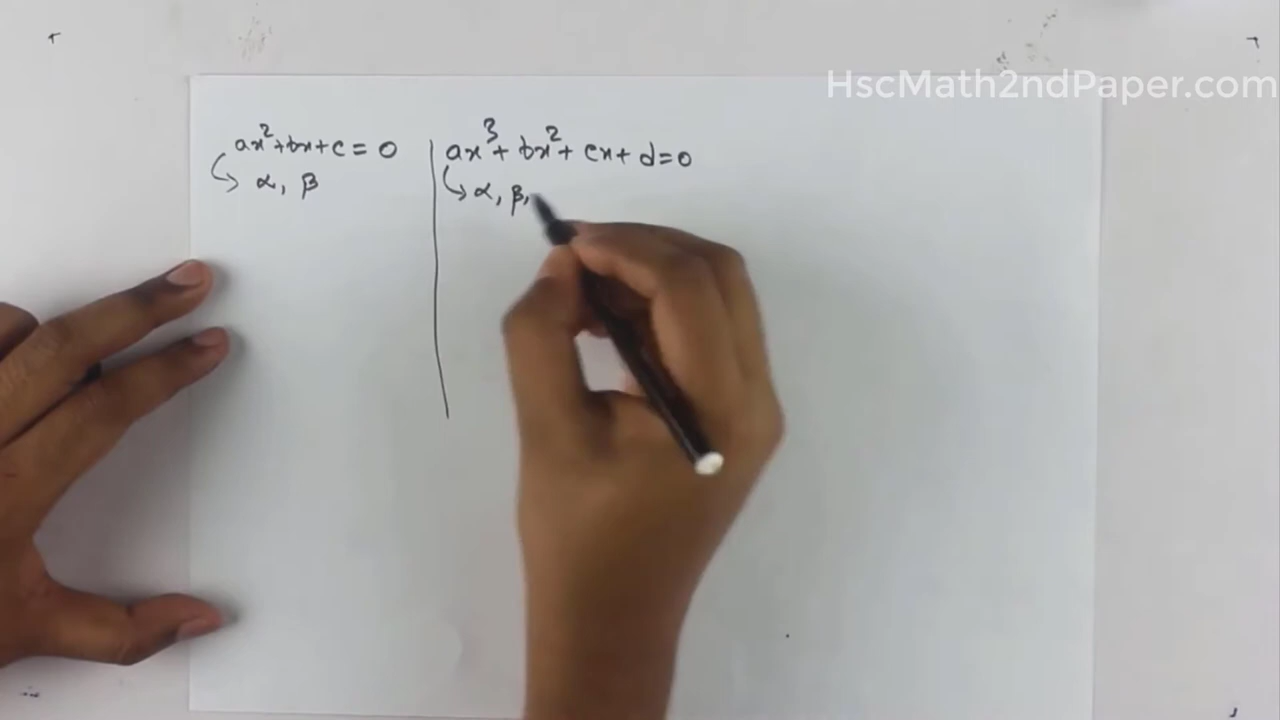 HscMath2ndPaper.com
ax²+bx+c=0
α, β
ax³+bx²+cx+d=0
α, β,